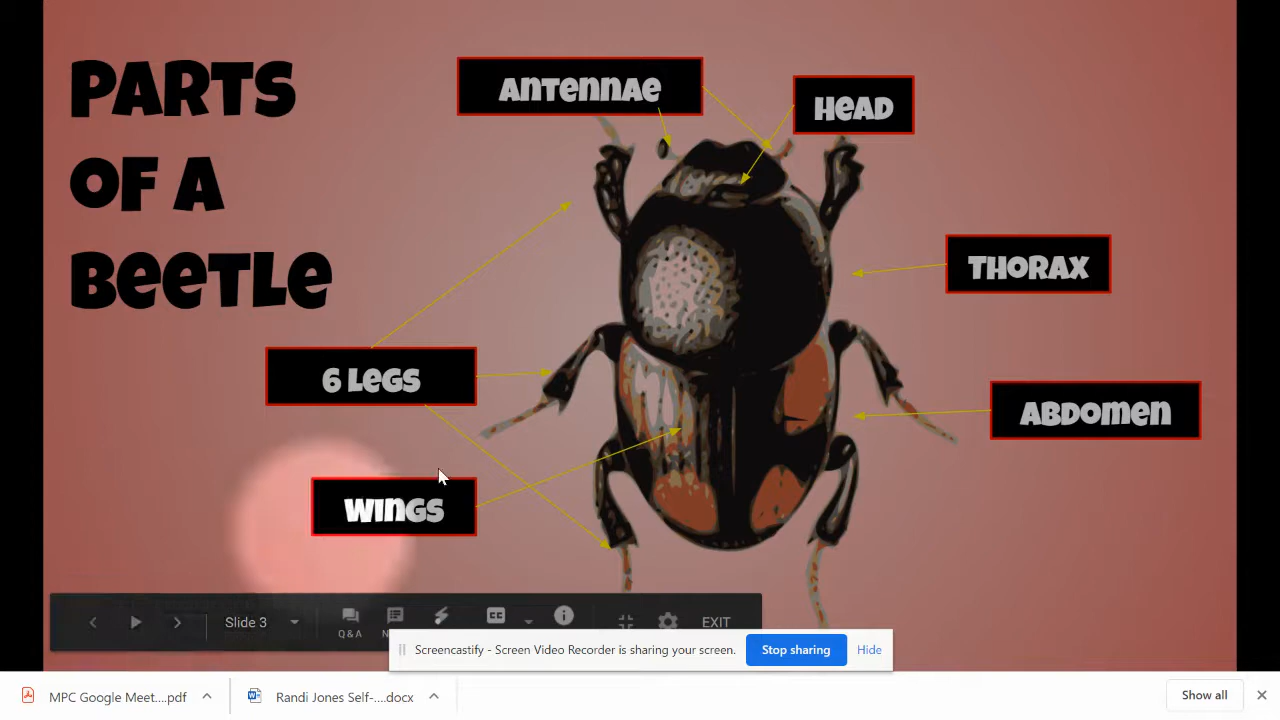 PARTS
OF A
BEETLE
ANTENNAE
HEAD
THORAX
6 LEGS
ABDOMEN
WINGS
Slide 3
Q&A
EXIT
Screencastify - Screen Video Recorder is sharing your screen.
Stop sharing
Hide
MPC Google Meet....pdf
Randi Jones Self-....docx
Show all